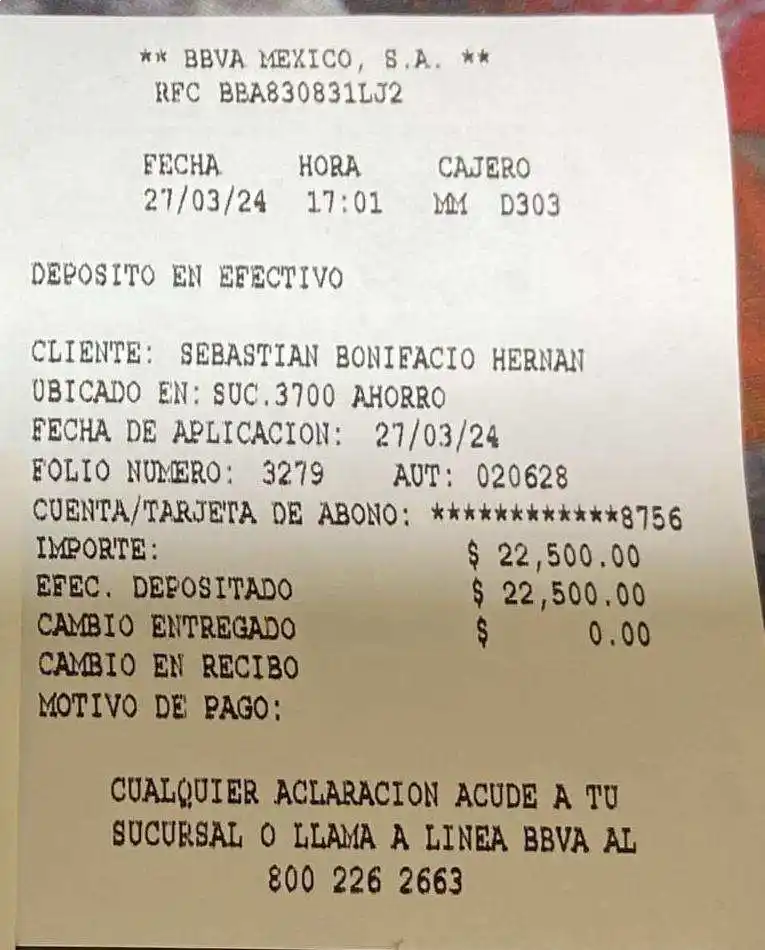 ** BBVA MEXICO, S.A. **
RFC BBA830831LJ2
FECHA HORA CAJERO
27/03/24 17:01 MM D303
DEPOSITO EN EFECTIVO
CLIENTE: SEBASTIAN BONIFACIO HERNAN
UBICADO EN: SUC.3700 AHORRO
FECHA DE APLICACION: 27/03/24
FOLIO NUMERO: 3279 AUT: 020628
CUENTA/TARJETA DE ABONO: ************8756
IMPORTE: $ 22,500.00
EFEC. DEPOSITADO $ 22,500.00
CAMBIO ENTREGADO $ 0.00
CAMBIO EN RECIBO
MOTIVO DE PAGO:
CUALQUIER ACLARACION ACUDE A TU
SUCURSAL O LLAMA A LINEA BBVA AL
800 226 2663